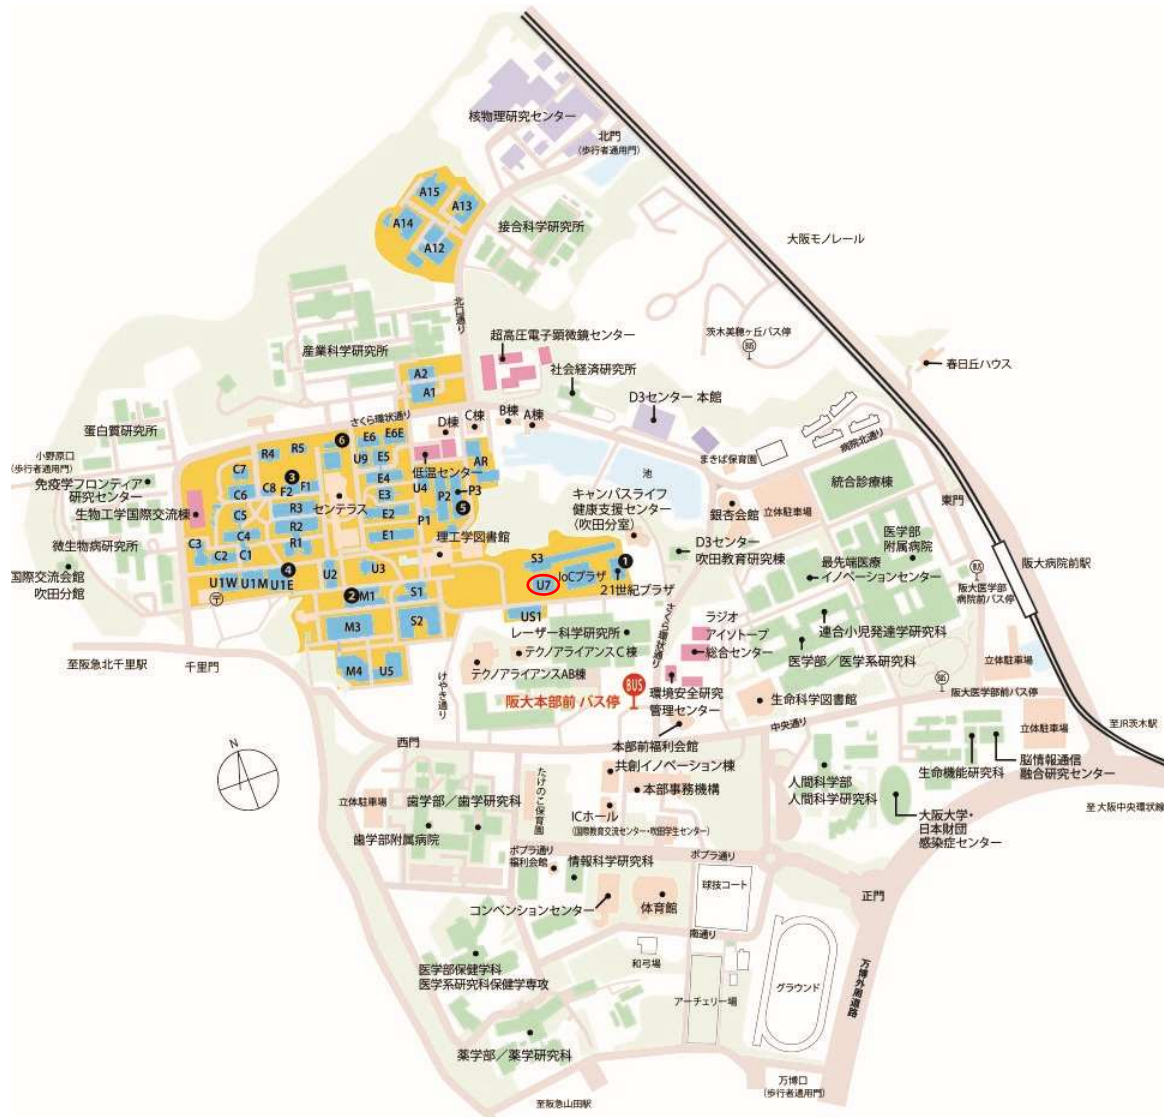 核物理研究センター
北門
(歩行者通用門)
A15
A13
A14
A12
接合科学研究所
大阪モノレール
北口通り
超高圧電子顕微鏡センター
茨木美穂ヶ丘バス停
BUS
産業科学研究所
社会経済研究所
春日丘ハウス
A2
A1
D3センター 本館
さくら環状通り
C棟
B棟
A棟
D棟
病院北通り
蛋白質研究所
小野原口
(歩行者通用門)
R4
R5
6
E6
E6E
U9
E5
低温センター
AR
まきば保育園
池
統合診療棟
東門
免疫学フロンティア
研究センター
C7
C6
C8
3
F2
F1
E4
U4
P2
P3
キャンパスライフ
健康支援センター
(吹田分室)
銀杏会館
立体駐車場
生物工学国際交流棟
C5
R3
センテラス
E3
E2
P1
5
医学部
附属病院
微生物病研究所
C3
C4
C2
C1
R2
R1
E1
理工学図書館
D3センター
吹田教育研究棟
最先端医療
イノベーションセンター
阪大病院前駅
国際交流会館
吹田分館
U1W
U1M
U1E
4
U2
U3
S3
U7
IoCプラザ
1
21世紀プラザ
阪大医学部
病院前バス停
BUS
2
M1
S1
US1
さくら環状通り
ラジオ
アイソトープ
総合センター
連合小児発達学研究科
M3
S2
レーザー科学研究所
テクノアライアンスC棟
医学部/医学系研究科
立体駐車場
至阪急北千里駅
千里門
M4
U5
テクノアライアンスAB棟
けやき通り
BUS
阪大本部前 バス停
環境安全研究
管理センター
生命科学図書館
BUS
阪大医学部前バス停
中央通り
立体駐車場
至JR茨木駅
N
西門
本部前福利会館
共創イノベーション棟
本部事務機構
ICホール
(国際教育交流センター・吹田学生センター)
人間科学部
人間科学研究科
生命機能研究科
脳情報通信
融合研究センター
至大阪中央環状線
大阪大学・
日本財団
感染症センター
立体駐車場
歯学部/歯学研究科
歯学部附属病院
たけのこ保育園
ポプラ通り
福利会館
情報科学研究科
ポプラ通り
球技コート
正門
コンベンションセンター
体育館
南通り
医学部保健学科
医学系研究科保健学専攻
和弓場
アーチェリー場
グラウンド
万博外周道路
薬学部/薬学研究科
万博口
(歩行者通用門)
至阪急山田駅